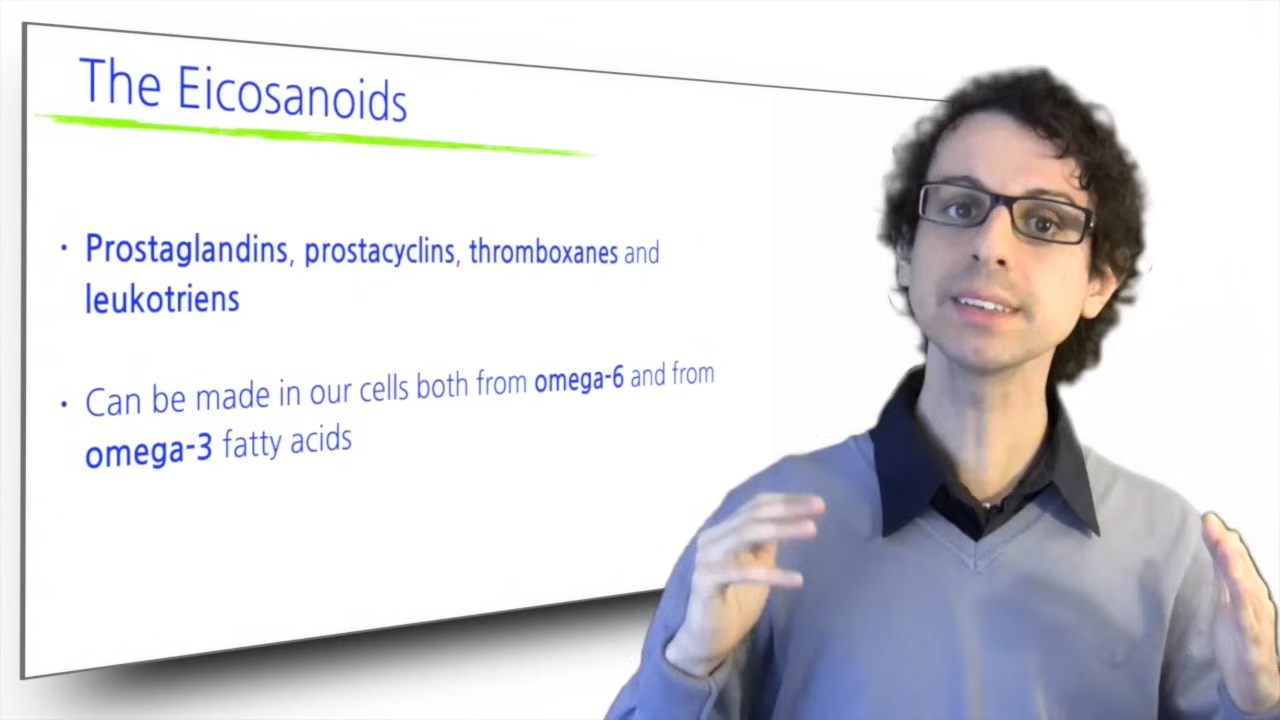 The Eicosanoids
• Prostaglandins, prostacyclins, thromboxanes and
leukotriens
• Can be made in our cells both from omega-6 and from
omega-3 fatty acids